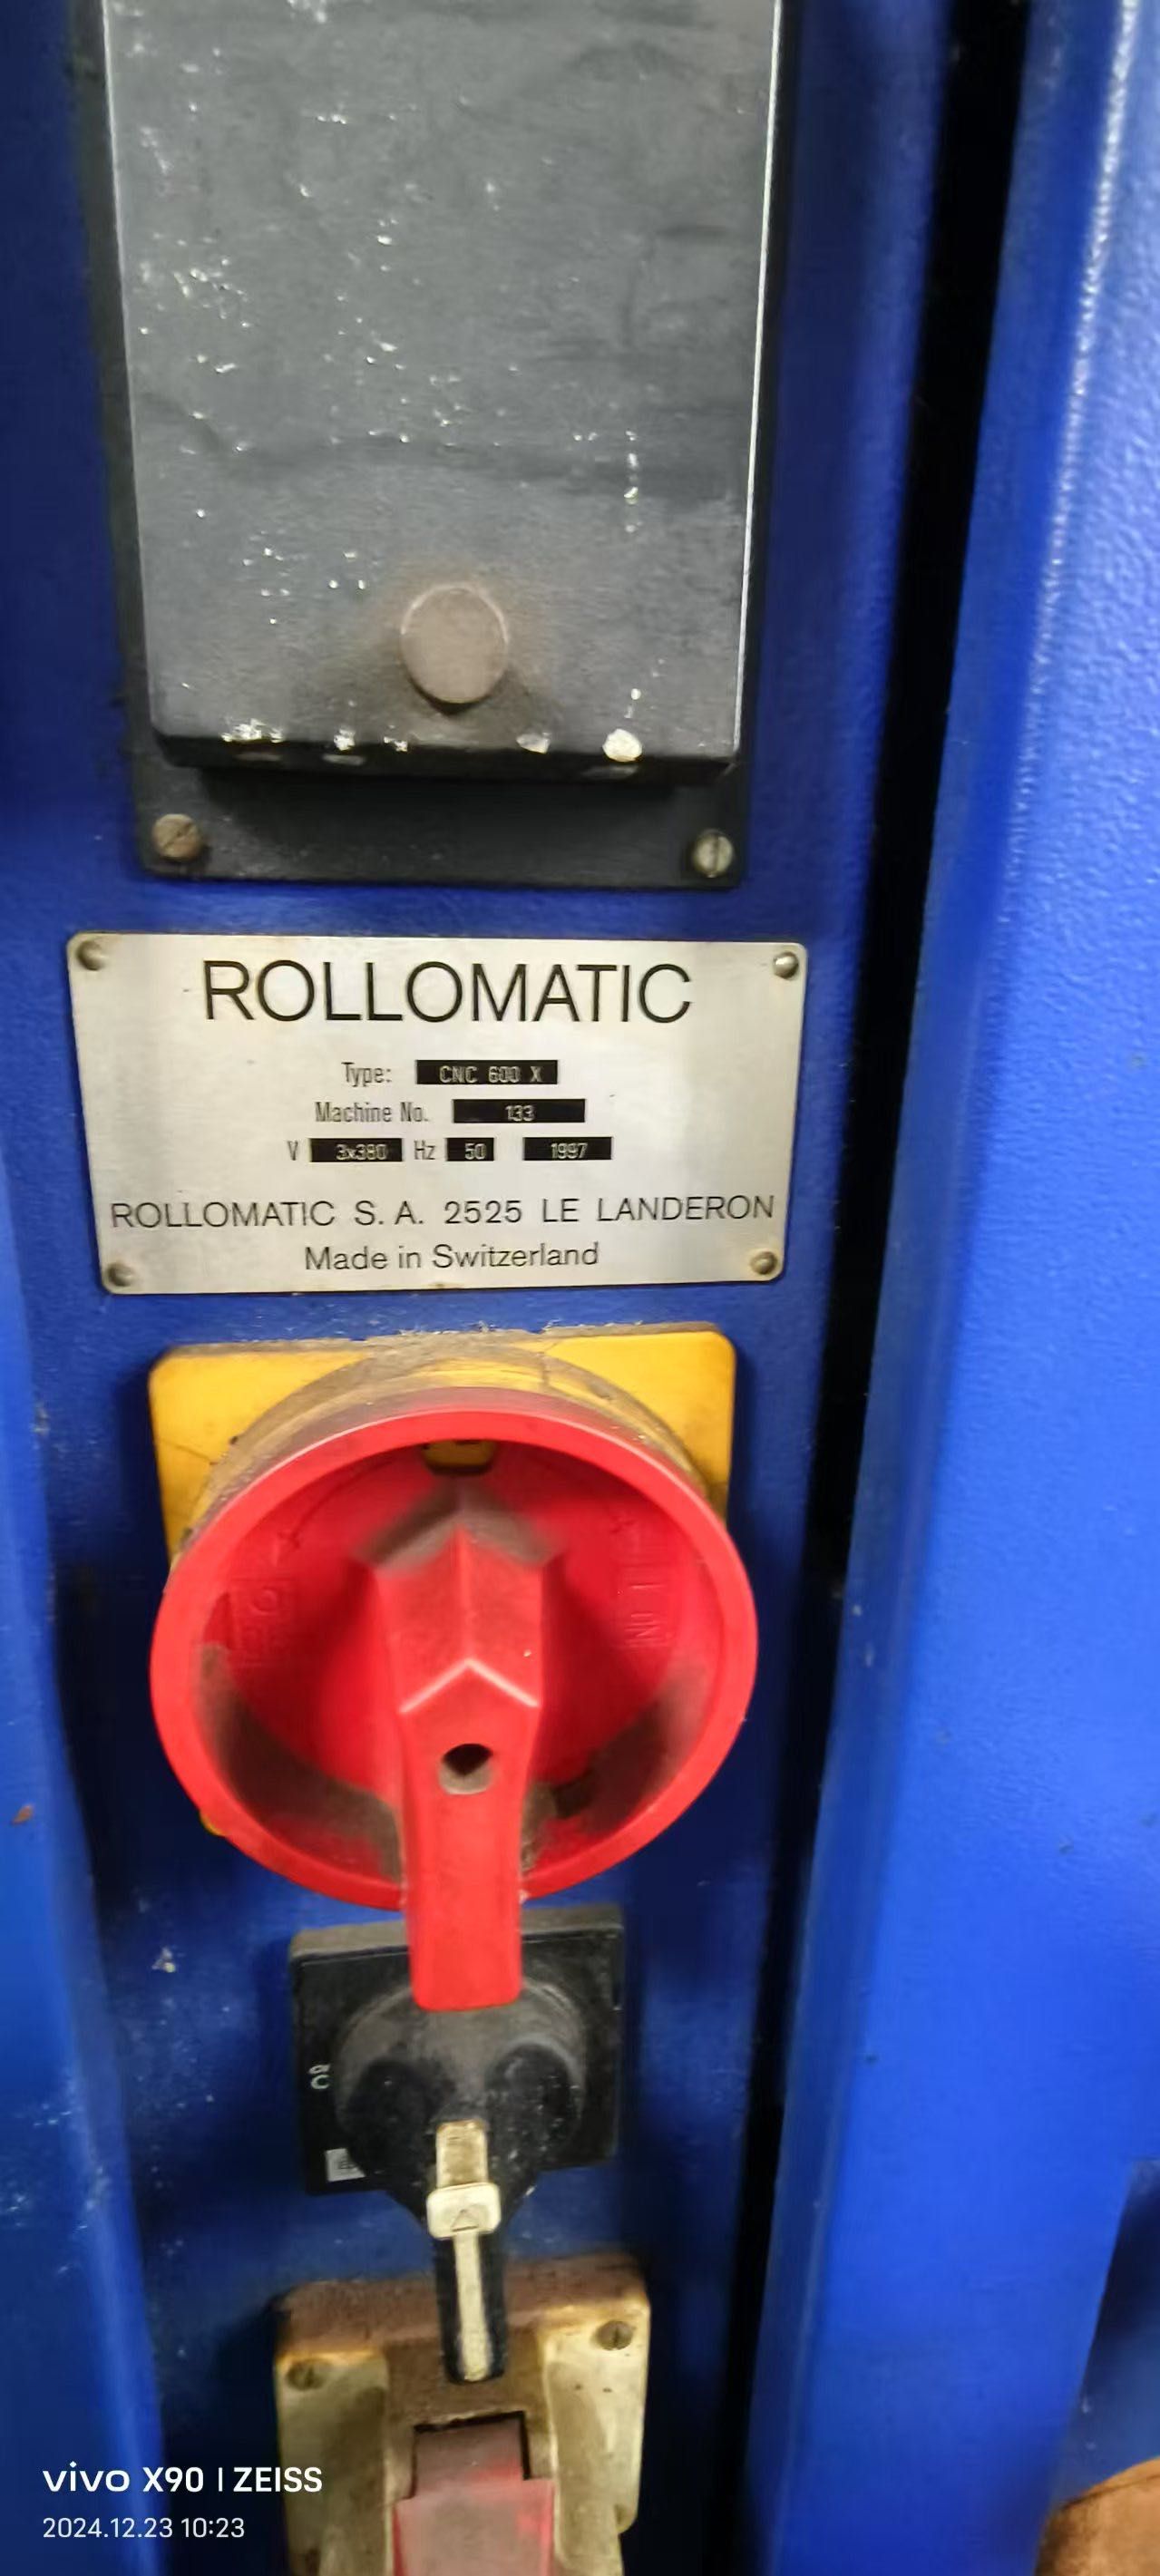 ROLLOMATIC
Type: CNC 600 X
Machine No. 133
V 3x380 Hz 50 1997
ROLLOMATIC S.A. 2525 LE LANDERON
Made in Switzerland
ON
vivo X90 | ZEISS
2024.12.23 10:23